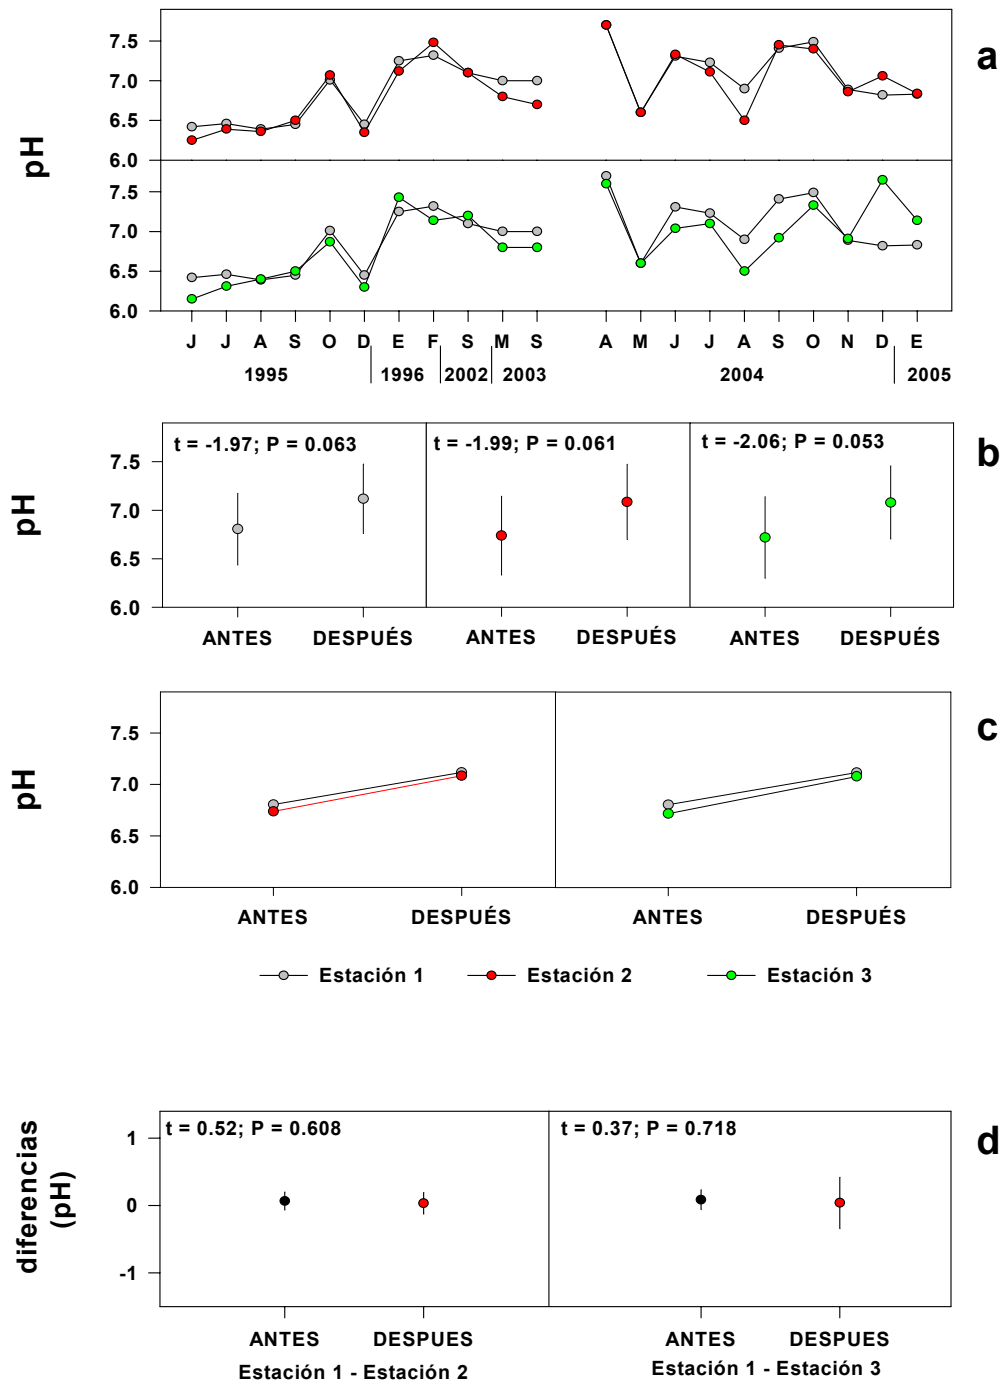 a
pH
7.5
7.0
6.5
6.0
7.5
7.0
6.5
6.0
J J A S O D E F S M S A M J J A S O N D E
1995 1996 2002 2003 2004 2005
b
pH
t = -1.97; P = 0.063
t = -1.99; P = 0.061
t = -2.06; P = 0.053
7.5
7.0
6.5
6.0
ANTES DESPUÉS ANTES DESPUÉS ANTES DESPUÉS
c
pH
7.5
7.0
6.5
6.0
ANTES DESPUÉS ANTES DESPUÉS
Estación 1 Estación 2 Estación 3
d
diferencias
(pH)
t = 0.52; P = 0.608
t = 0.37; P = 0.718
1
0
-1
ANTES DESPUES ANTES DESPUES
Estación 1 - Estación 2
Estación 1 - Estación 3